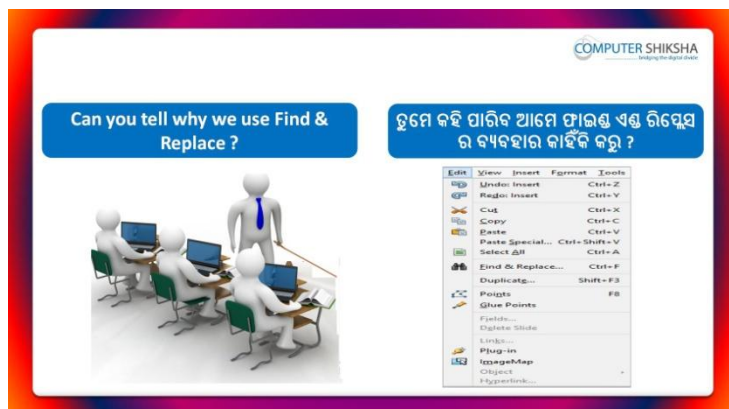 COMPUTER SHIKSHA
bridging the digital divide
Can you tell why we use Find &
Replace ?
ତୁମେ କହି ପାରିବ ଆମେ ଫାଇଣ୍ଡ ଏଣ୍ଡ ରିପ୍ଲେସ
ର ବ୍ୟବହାର କାହିଁକି କରୁ ?
Edit View Insert Format Tools
Undo: Insert Ctrl+Z
Redo: Insert Ctrl+Y
Cut Ctrl+X
Copy Ctrl+C
Paste Ctrl+V
Paste Special... Ctrl+Shift+V
Select All Ctrl+A
Find & Replace... Ctrl+F
Duplicate... Shift+F3
Points F8
Glue Points
Fields...
Delete Slide
Links...
Plug-in
ImageMap
Object
Hyperlink...